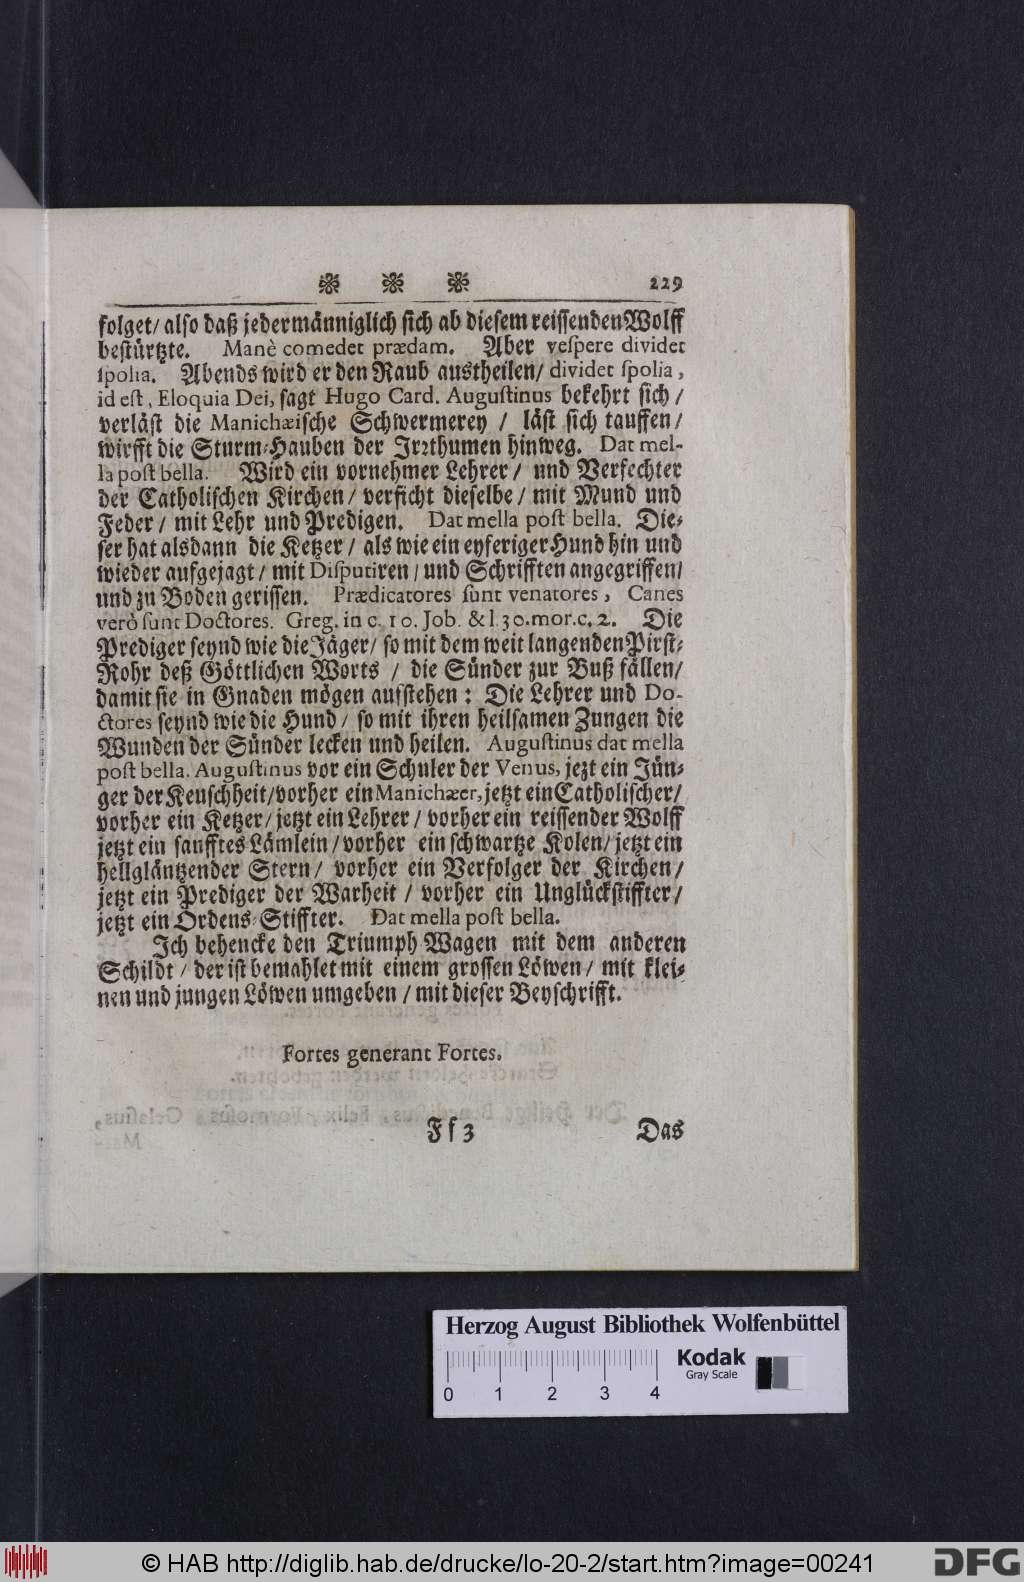 ❀ ❀ ❀ 229
folget/ also daß jedermänniglich sich ab diesem reissenden Wolff
bestürtzte. Manè comedet prædam. Aber veſpere dividet
ſpolia. Abends wird er den Raub austheilen/ dividet ſpolia,
id eſt, Eloquia Dei, sagt Hugo Card. Auguſtinus bekehrt sich/
verläst die Manichæische Schwermerey / läst sich tauffen/
wirfft die Sturm-Hauben der Irꝛthumen hinweg. Dat mel-
la poſt bella. Wird ein vornehmer Lehrer/ und Verfechter
der Catholischen Kirchen/ verficht dieselbe/ mit Mund und
Feder/ mit Lehr und Predigen. Dat mella poſt bella. Die-
ser hat alsdann die Ketzer/ als wie ein eyferiger Hund hin und
wieder aufgejagt/ mit Diſputiren/ und Schrifften angegriffen/
und zu Boden gerissen. Prædicatores ſunt venatores, Canes
verò ſunt Doctores. Greg. in c. 10. Job. & l. 30. mor. c. 2. Die
Prediger seynd wie die Jäger/ so mit dem weit langenden Pirst-
Rohr deß Göttlichen Worts / die Sünder zur Buß fällen/
damit sie in Gnaden mögen aufstehen: Die Lehrer und Do-
ctores seynd wie die Hund/ so mit ihren heilsamen Zungen die
Wunden der Sünder lecken und heilen. Auguſtinus dat mella
poſt bella. Auguſtinus vor ein Schuler der Venus, jezt ein Jün-
ger der Keuschheit/ vorher ein Manichæer, jetzt ein Catholischer/
vorher ein Ketzer/ jetzt ein Lehrer/ vorher ein reissender Wolff
jetzt ein saufftes Lämlein/ vorher ein schwartze Kolen/ jetzt ein
hellgläntzender Stern/ vorher ein Verfolger der Kirchen/
jetzt ein Prediger der Warheit/ vorher ein Unglückstiffter/
jetzt ein Ordens-Stiffter. Dat mella poſt bella.
Ich behencke den Triumph Wagen mit dem anderen
Schildt/ der ist bemahlet mit einem grossen Löwen/ mit klei-
nen und jungen Löwen umgeben/ mit dieser Beyschrifft.
Fortes generant Fortes.
Ff 3 Das
Herzog August Bibliothek Wolfenbüttel
Kodak
Gray Scale
0 1 2 3 4
© HAB http://diglib.hab.de/drucke/lo-20-2/start.htm?image=00241
DFG